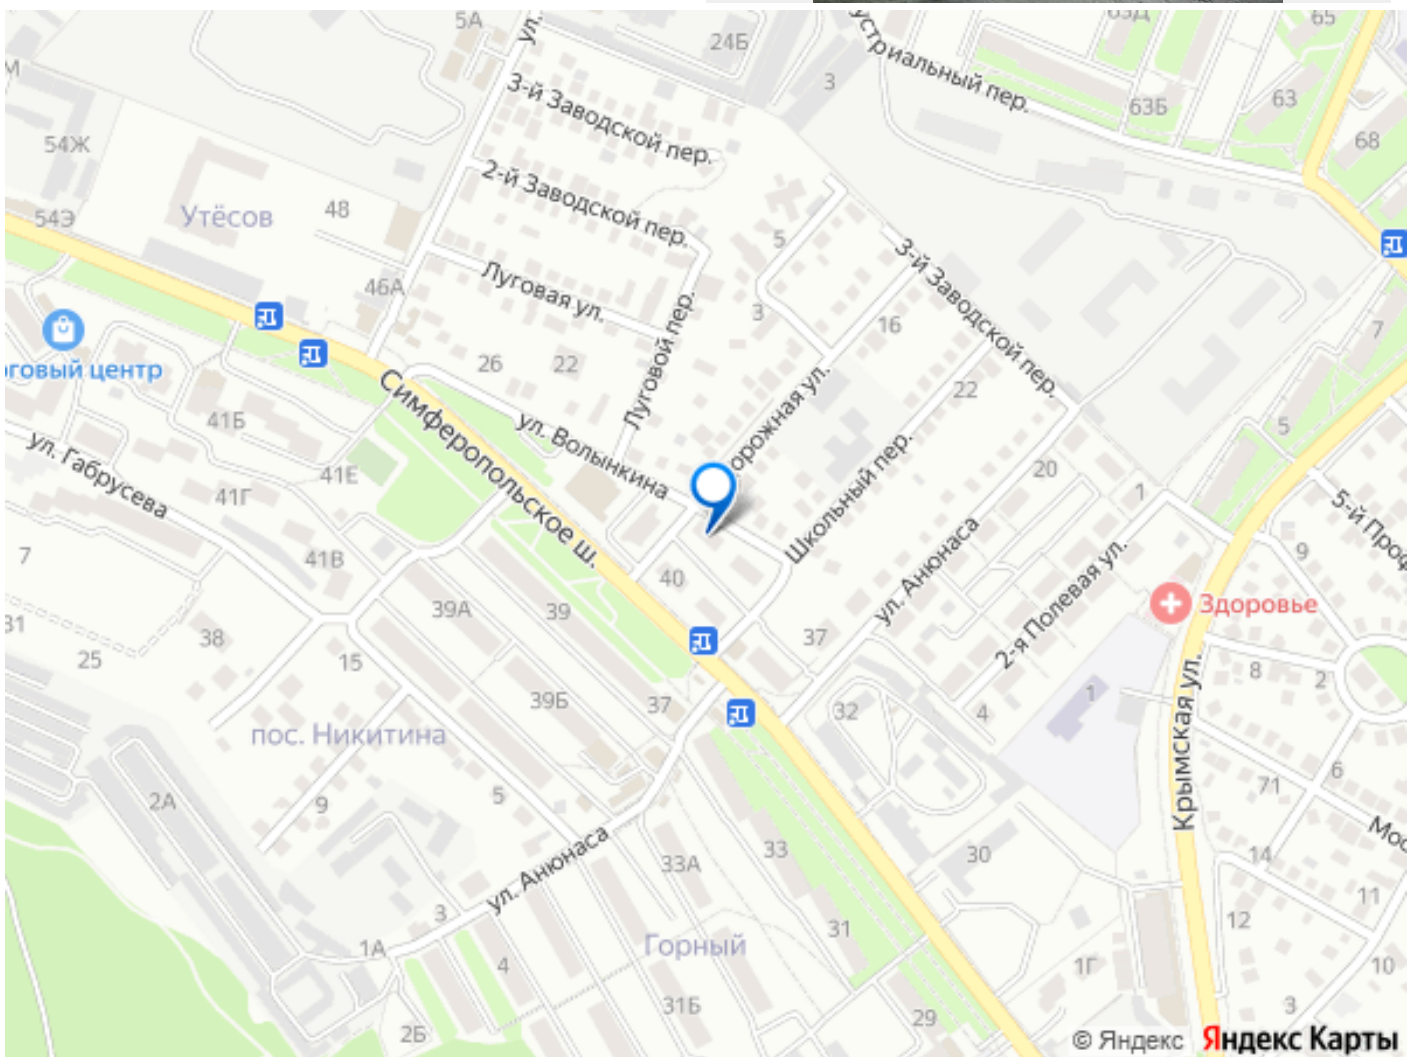 5А
ул.
24Б
63Д
65
устриальный пер.
3
63Б
63
68
М
3-й Заводской пер.
54Ж
2-й Заводской пер.
54Э
Утёсов
48
5
3-й Заводской пер.
46А
Луговая ул.
Луговой пер.
3
16
7
рговый центр
26
22
22
41Б
Симферопольское ш.
ул. Волынкина
орожная ул.
Школьный пер.
5
ул. Габрусева
41Г
41Е
20
1
5-й Проф
7
41В
40
ул. Анюнаса
2-я Полевая ул.
9
39А
39
Здоровье
31
38
25
15
37
8
2
39Б
37
32
4
1
пос. Никитина
Крымская ул.
2А
9
5
6
71
Мос
ул. Анюнаса
33А
33
30
14
11
3
1А
4
Горный
31
12
1Г
10
2Б
31Б
29
3
© Яндекс Яндекс Карты